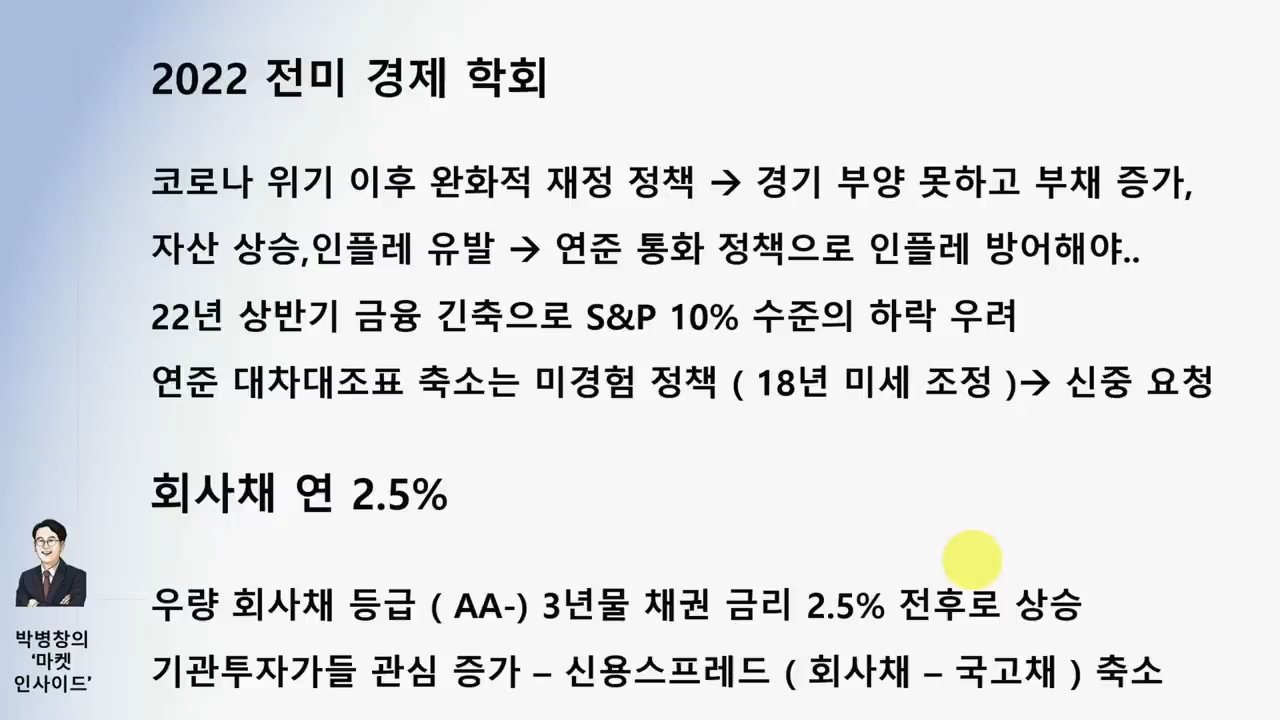 2022 전미 경제 학회
코로나 위기 이후 완화적 재정 정책 → 경기 부양 못하고 부채 증가,
자산 상승,인플레 유발 → 연준 통화 정책으로 인플레 방어해야..
22년 상반기 금융 긴축으로 S&P 10% 수준의 하락 우려
연준 대차대조표 축소는 미경험 정책 ( 18년 미세 조정 )→ 신중 요청
회사채 연 2.5%
우량 회사채 등급 ( AA-) 3년물 채권 금리 2.5% 전후로 상승
기관투자가들 관심 증가 – 신용스프레드 ( 회사채 – 국고채 ) 축소
박병창의
‘마켓
인사이드’